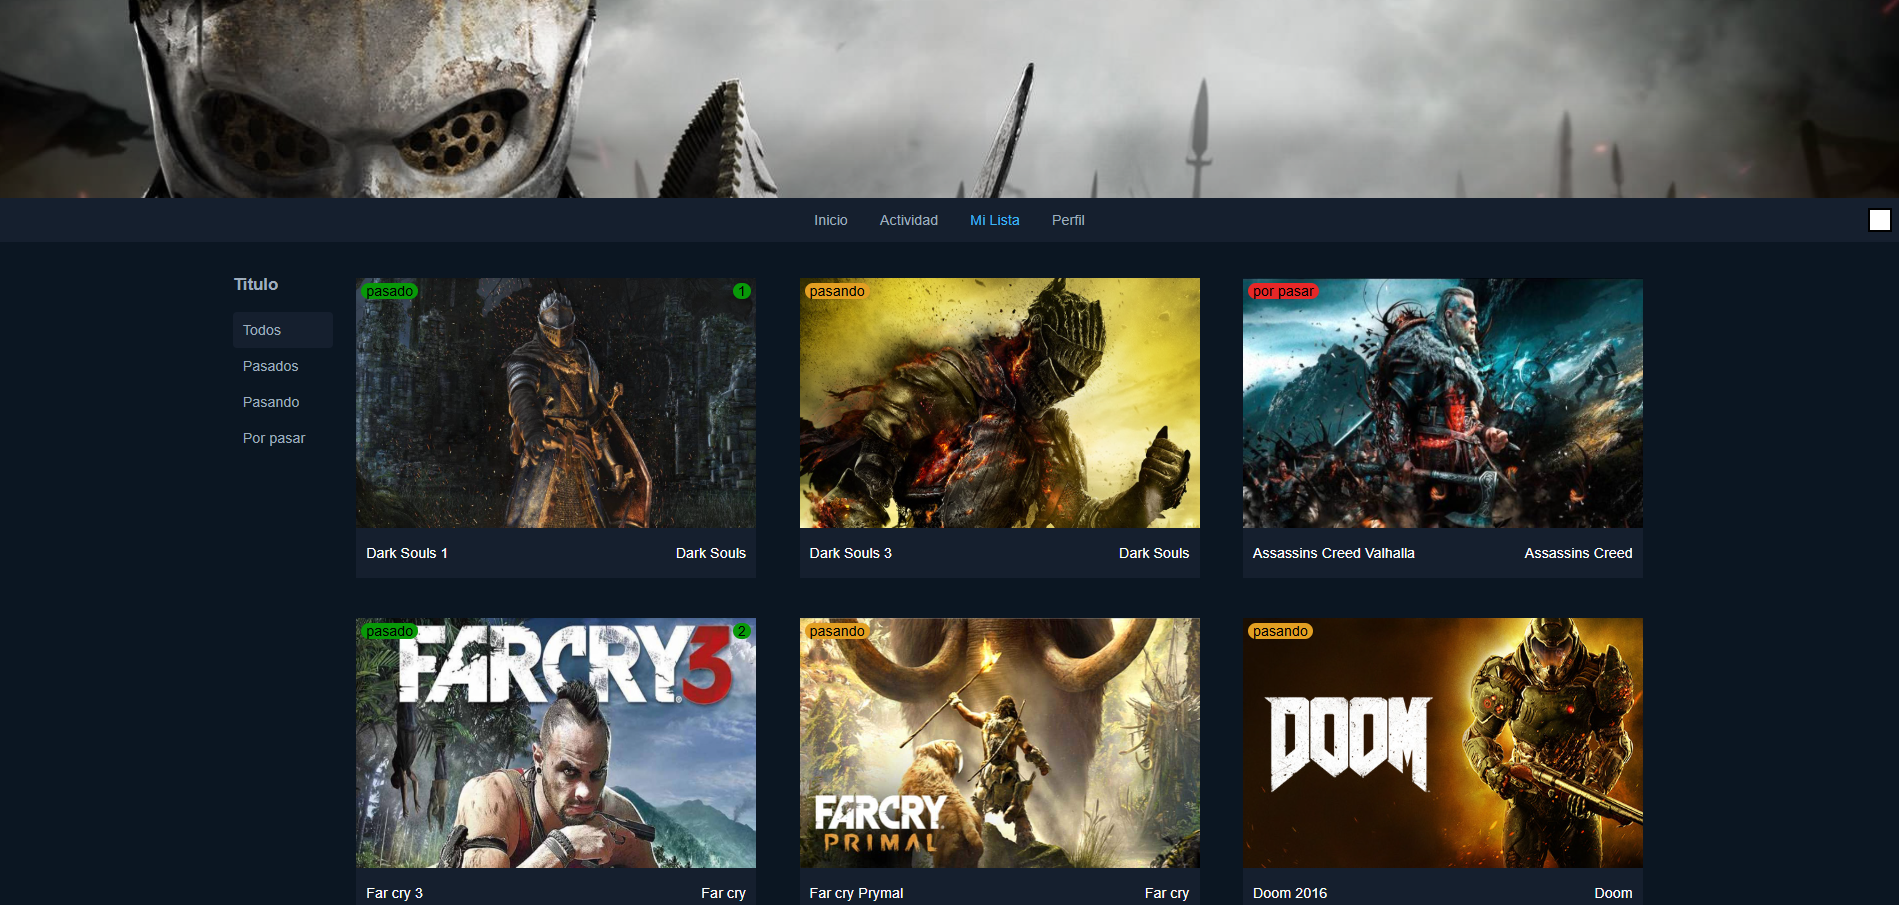 Inicio Actividad Mi Lista Perfil
Titulo
Todos
Pasados
Pasando
Por pasar
pasado 1
Dark Souls 1 Dark Souls
pasando
Dark Souls 3 Dark Souls
por pasar
Assassins Creed Valhalla Assassins Creed
pasado 2
FARCRY3
Far cry 3 Far cry
pasando
FARCRY
PRIMAL
Far cry Prymal Far cry
pasando
DOOM
Doom 2016 Doom